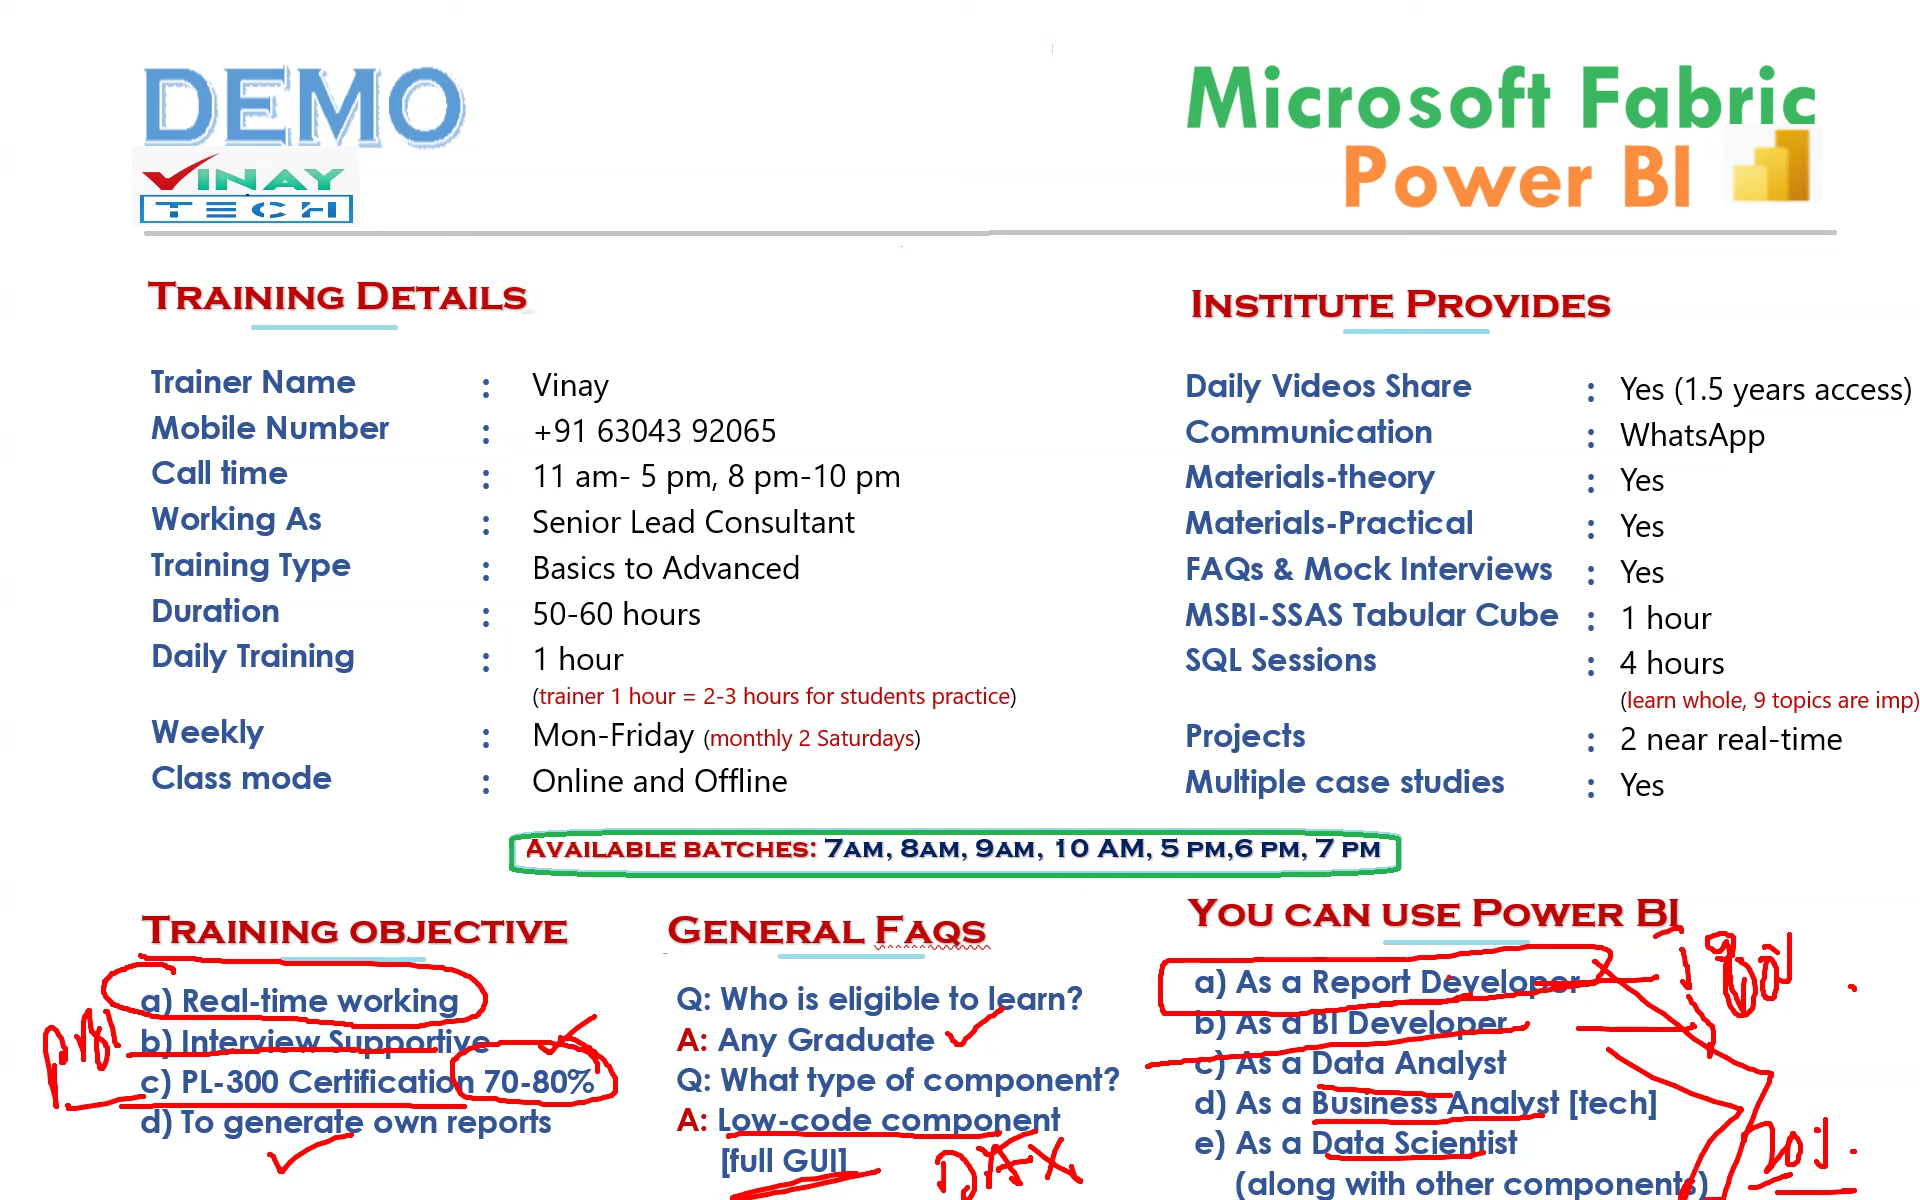 DEMO
VINAY
TECH
Microsoft Fabric
Power BI
TRAINING DETAILS
Trainer Name : Vinay
Mobile Number : +91 63043 92065
Call time : 11 am- 5 pm, 8 pm-10 pm
Working As : Senior Lead Consultant
Training Type : Basics to Advanced
Duration : 50-60 hours
Daily Training : 1 hour
(trainer 1 hour = 2-3 hours for students practice)
Weekly : Mon-Friday (monthly 2 Saturdays)
Class mode : Online and Offline
INSTITUTE PROVIDES
Daily Videos Share : Yes (1.5 years access)
Communication : WhatsApp
Materials-theory : Yes
Materials-Practical : Yes
FAQs & Mock Interviews : Yes
MSBI-SSAS Tabular Cube : 1 hour
SQL Sessions : 4 hours
(learn whole, 9 topics are imp)
Projects : 2 near real-time
Multiple case studies : Yes
AVAILABLE BATCHES: 7AM, 8AM, 9AM, 10 AM, 5 PM,6 PM, 7 PM
TRAINING OBJECTIVE
a) Real-time working
b) Interview Supportive
c) PL-300 Certification 70-80%
d) To generate own reports
GENERAL FAQS
Q: Who is eligible to learn?
A: Any Graduate
Q: What type of component?
A: Low-code component
[full GUI]
DAX
YOU CAN USE POWER BI
a) As a Report Developer
b) As a BI Developer
c) As a Data Analyst
d) As a Business Analyst [tech]
e) As a Data Scientist
(along with other components)